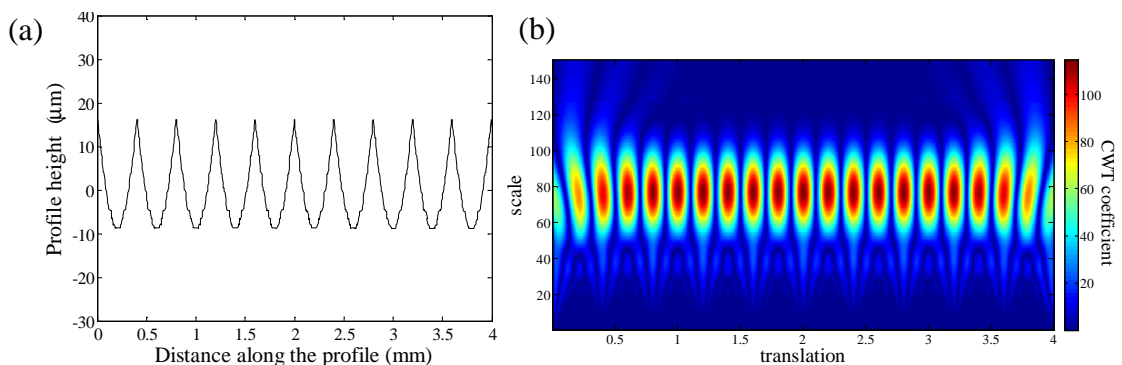 (a)
40
30
20
10
0
-10
-20
-30
Profile height (μm)
0 0.5 1 1.5 2 2.5 3 3.5 4
Distance along the profile (mm)
(b)
140
120
100
80
60
40
20
scale
0.5 1 1.5 2 2.5 3 3.5 4
translation
100
80
60
40
20
CWT coefficient